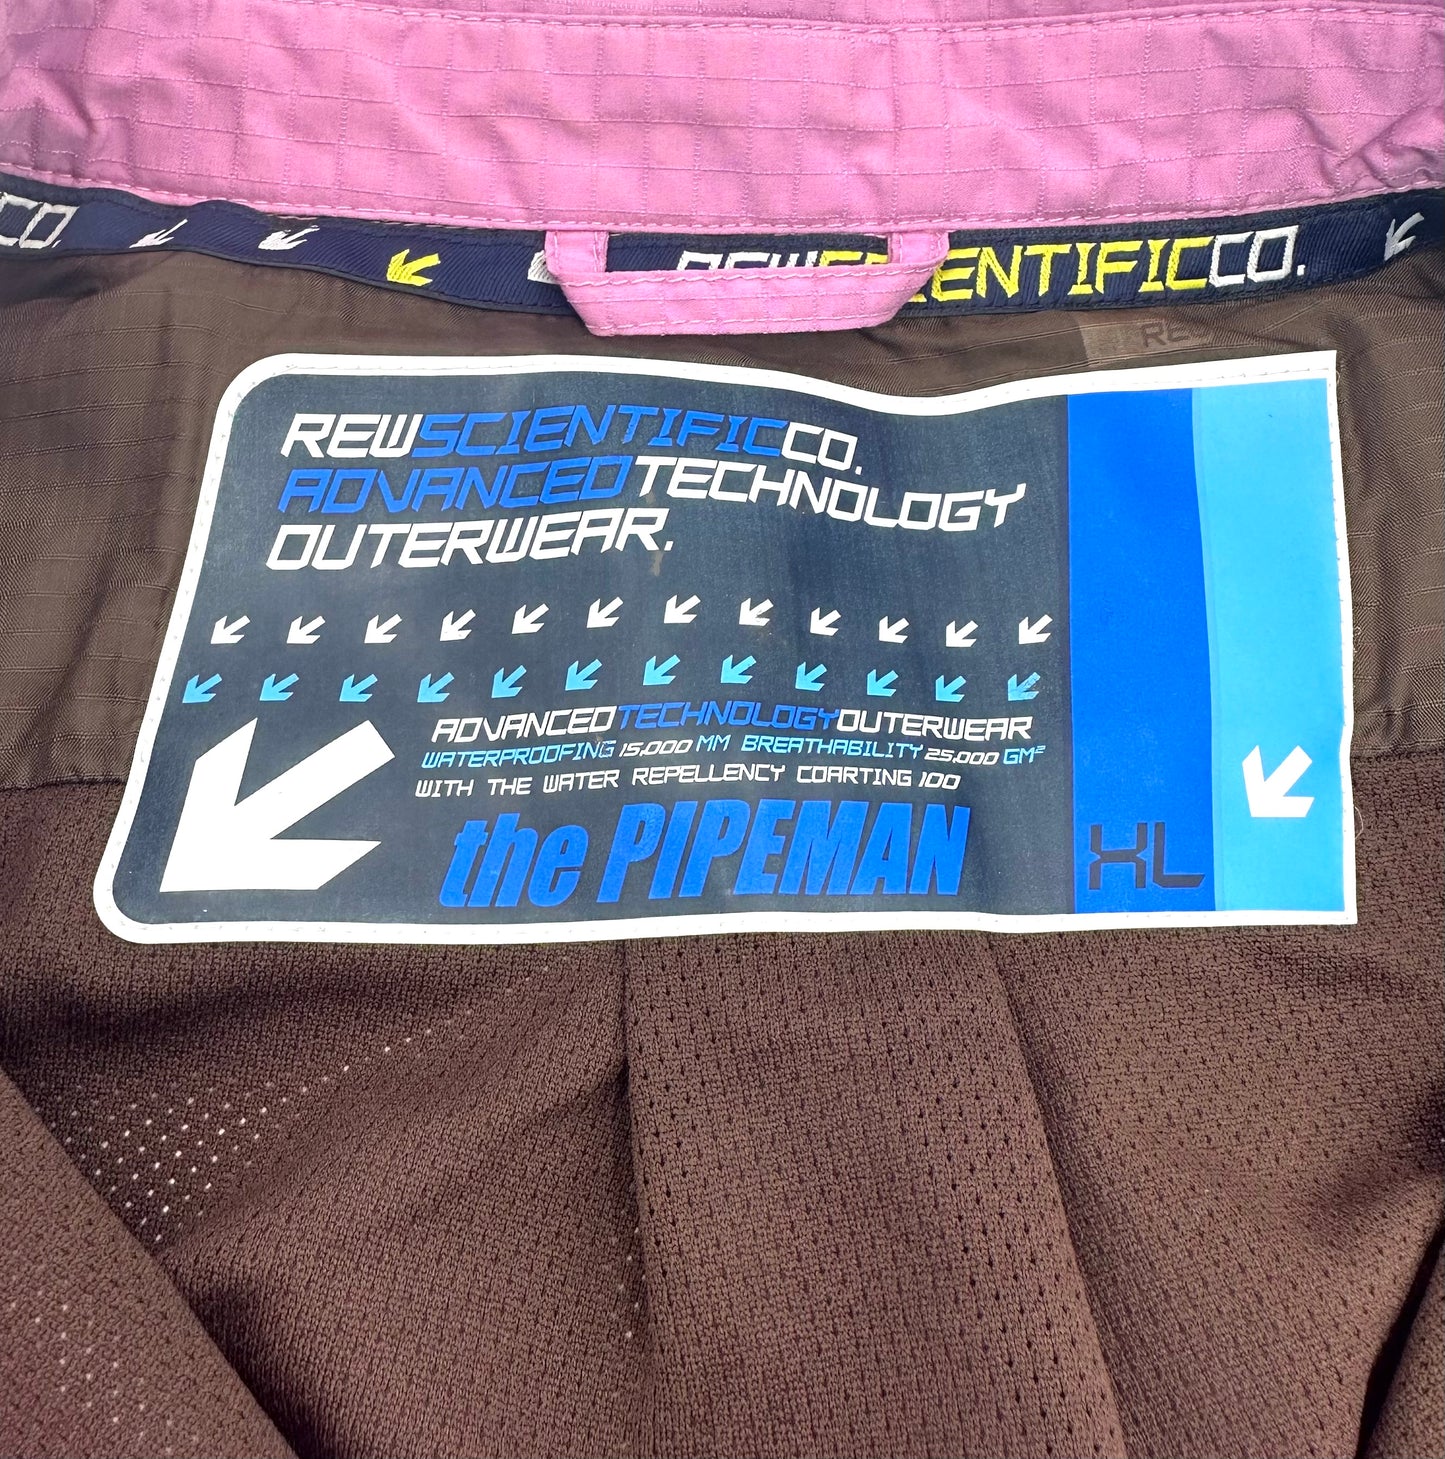 CO.
REWSCIENTIFICCO.
REWSCIENTIFICCO.
ADVANCEDTECHNOLOGY
OUTERWEAR.
ADVANCEDTECHNOLOGYOUTERWEAR
WATERPROOFING 15,000 MM BREATHABILITY 25,000 GM²
WITH THE WATER REPELLENCY COARTING 100
the PIPEMAN
XL